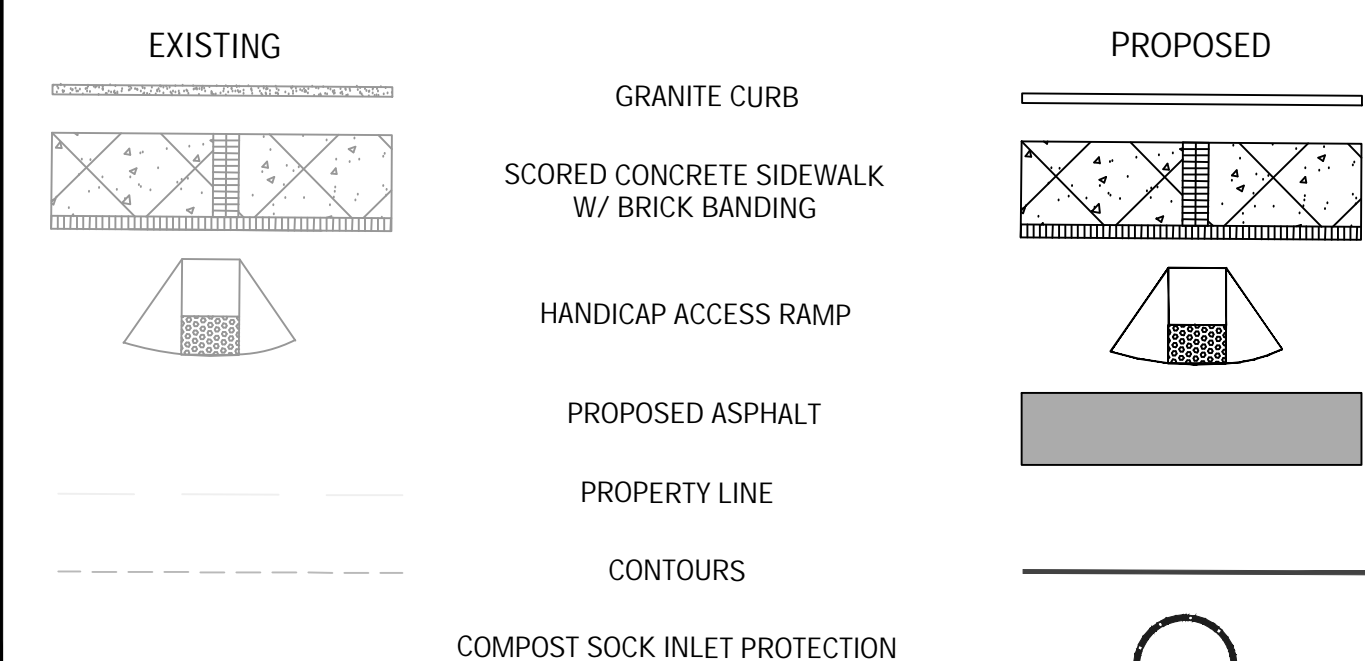 EXISTING
PROPOSED
GRANITE CURB
SCORED CONCRETE SIDEWALK
W/ BRICK BANDING
HANDICAP ACCESS RAMP
PROPOSED ASPHALT
PROPERTY LINE
CONTOURS
COMPOST SOCK INLET PROTECTION